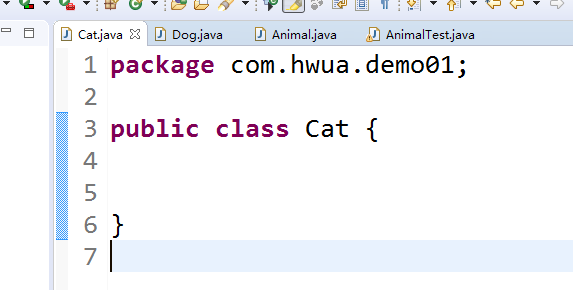 Cat.java Dog.java Animal.java AnimalTest.java
1 package com.hwua.demo01;
2
3 public class Cat {
4
5
6 }
7